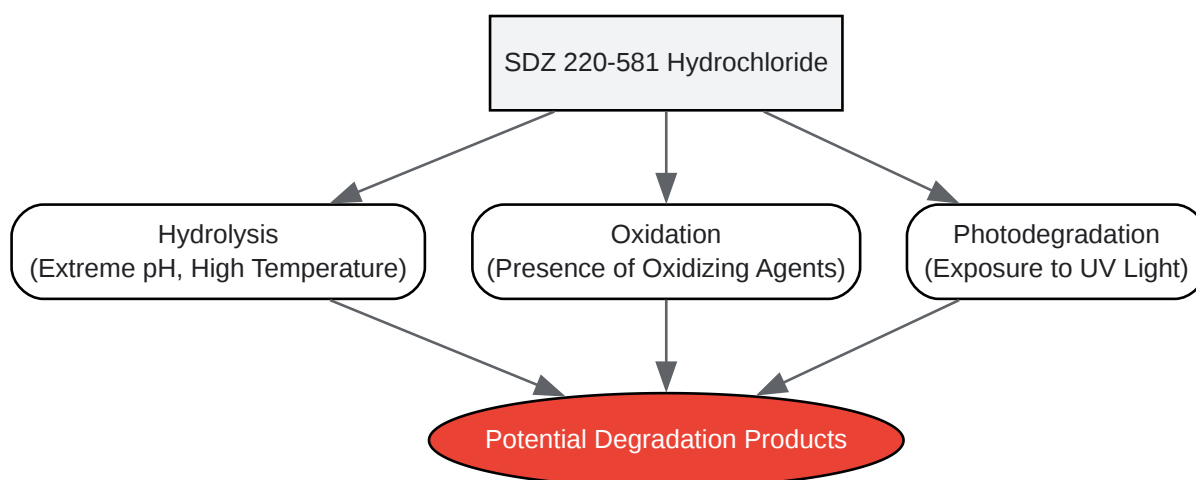 SDZ 220-581 Hydrochloride
Hydrolysis
(Extreme pH, High Temperature)
Oxidation
(Presence of Oxidizing Agents)
Photodegradation
(Exposure to UV Light)
Potential Degradation Products